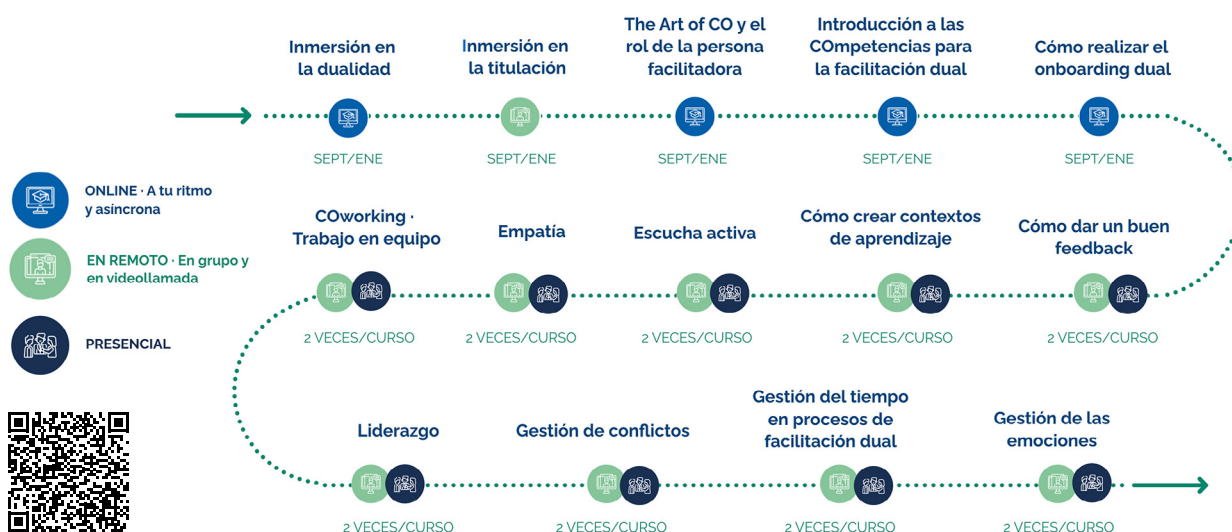 Inmersión en
la dualidad
Inmersión en
la titulación
The Art of CO y el
rol de la persona
facilitadora
Introducción a las
COmpetencias para
la facilitación dual
Cómo realizar el
onboarding dual
SEPT/ENE
SEPT/ENE
SEPT/ENE
SEPT/ENE
SEPT/ENE
ONLINE · A tu ritmo
y asíncrona
EN REMOTO · En grupo y
en videollamada
PRESENCIAL
COworking ·
Trabajo en equipo
Empatía
Escucha activa
Cómo crear contextos
de aprendizaje
Cómo dar un buen
feedback
2 VECES/CURSO
2 VECES/CURSO
2 VECES/CURSO
2 VECES/CURSO
2 VECES/CURSO
Liderazgo
Gestión de conflictos
Gestión del tiempo
en procesos de
facilitación dual
Gestión de las
emociones
2 VECES/CURSO
2 VECES/CURSO
2 VECES/CURSO
2 VECES/CURSO